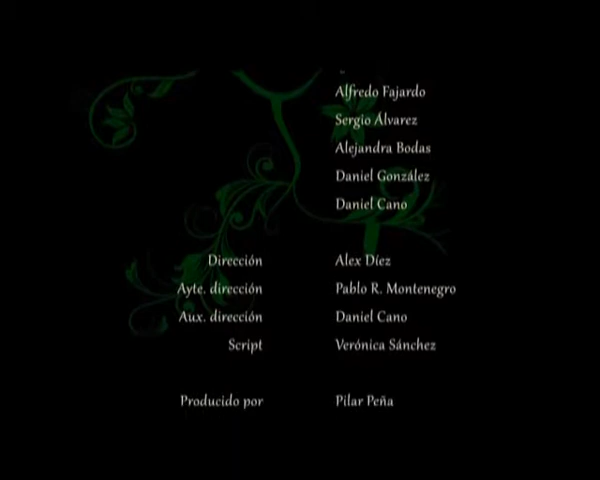 Alfredo Fajardo
Sergio Álvarez
Alejandra Bodas
Daniel González
Daniel Cano
Dirección Alex Díez
Ayte. dirección Pablo R. Montenegro
Aux. dirección Daniel Cano
Script Verónica Sánchez
Producido por Pilar Peña